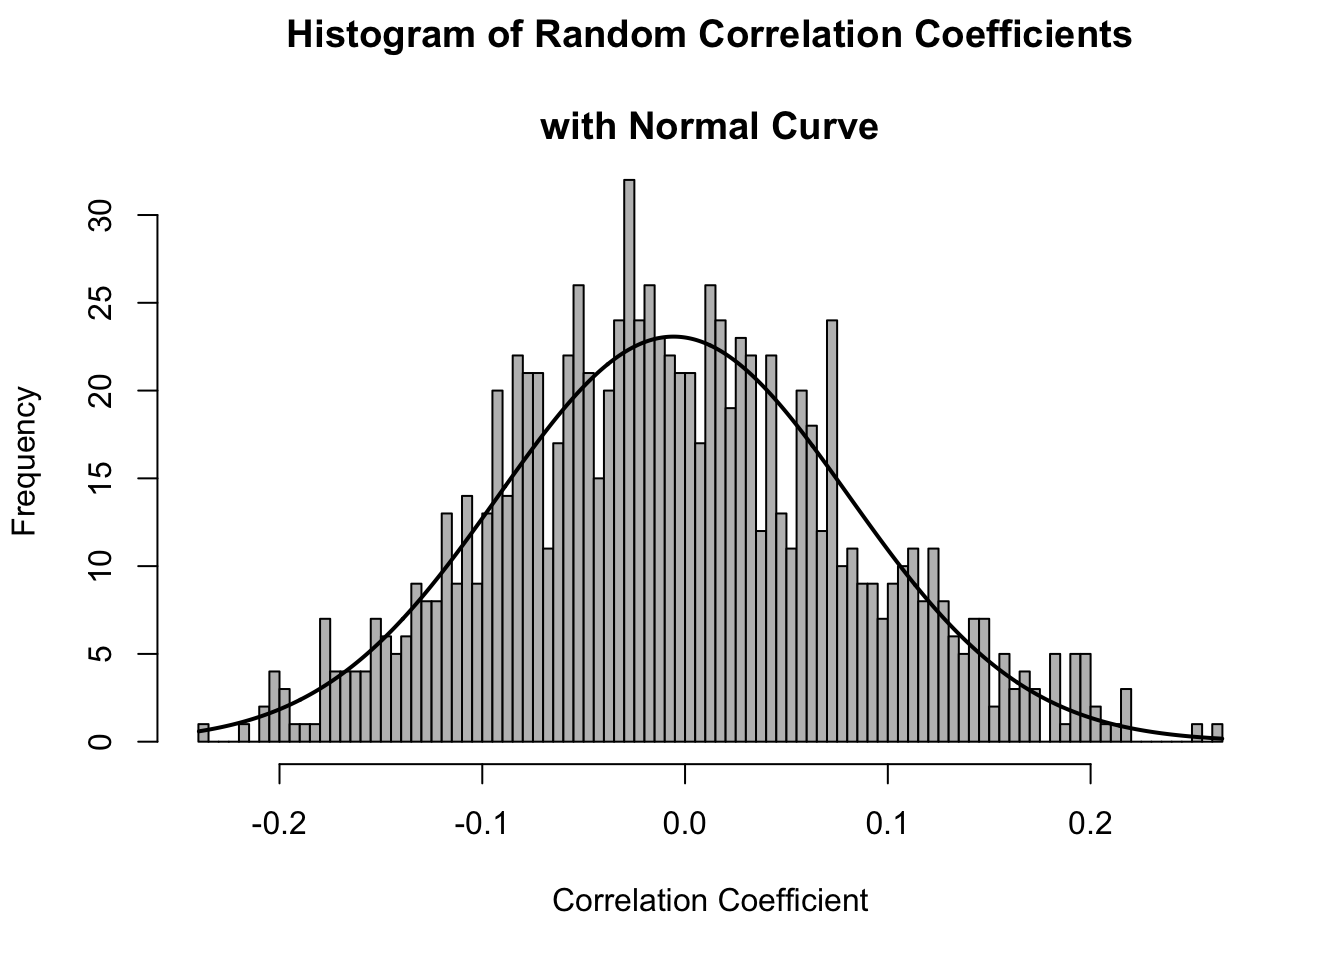 Histogram of Random Correlation Coefficients
with Normal Curve
30
25
20
15
10
5
0
Frequency
-0.2 -0.1 0.0 0.1 0.2
Correlation Coefficient